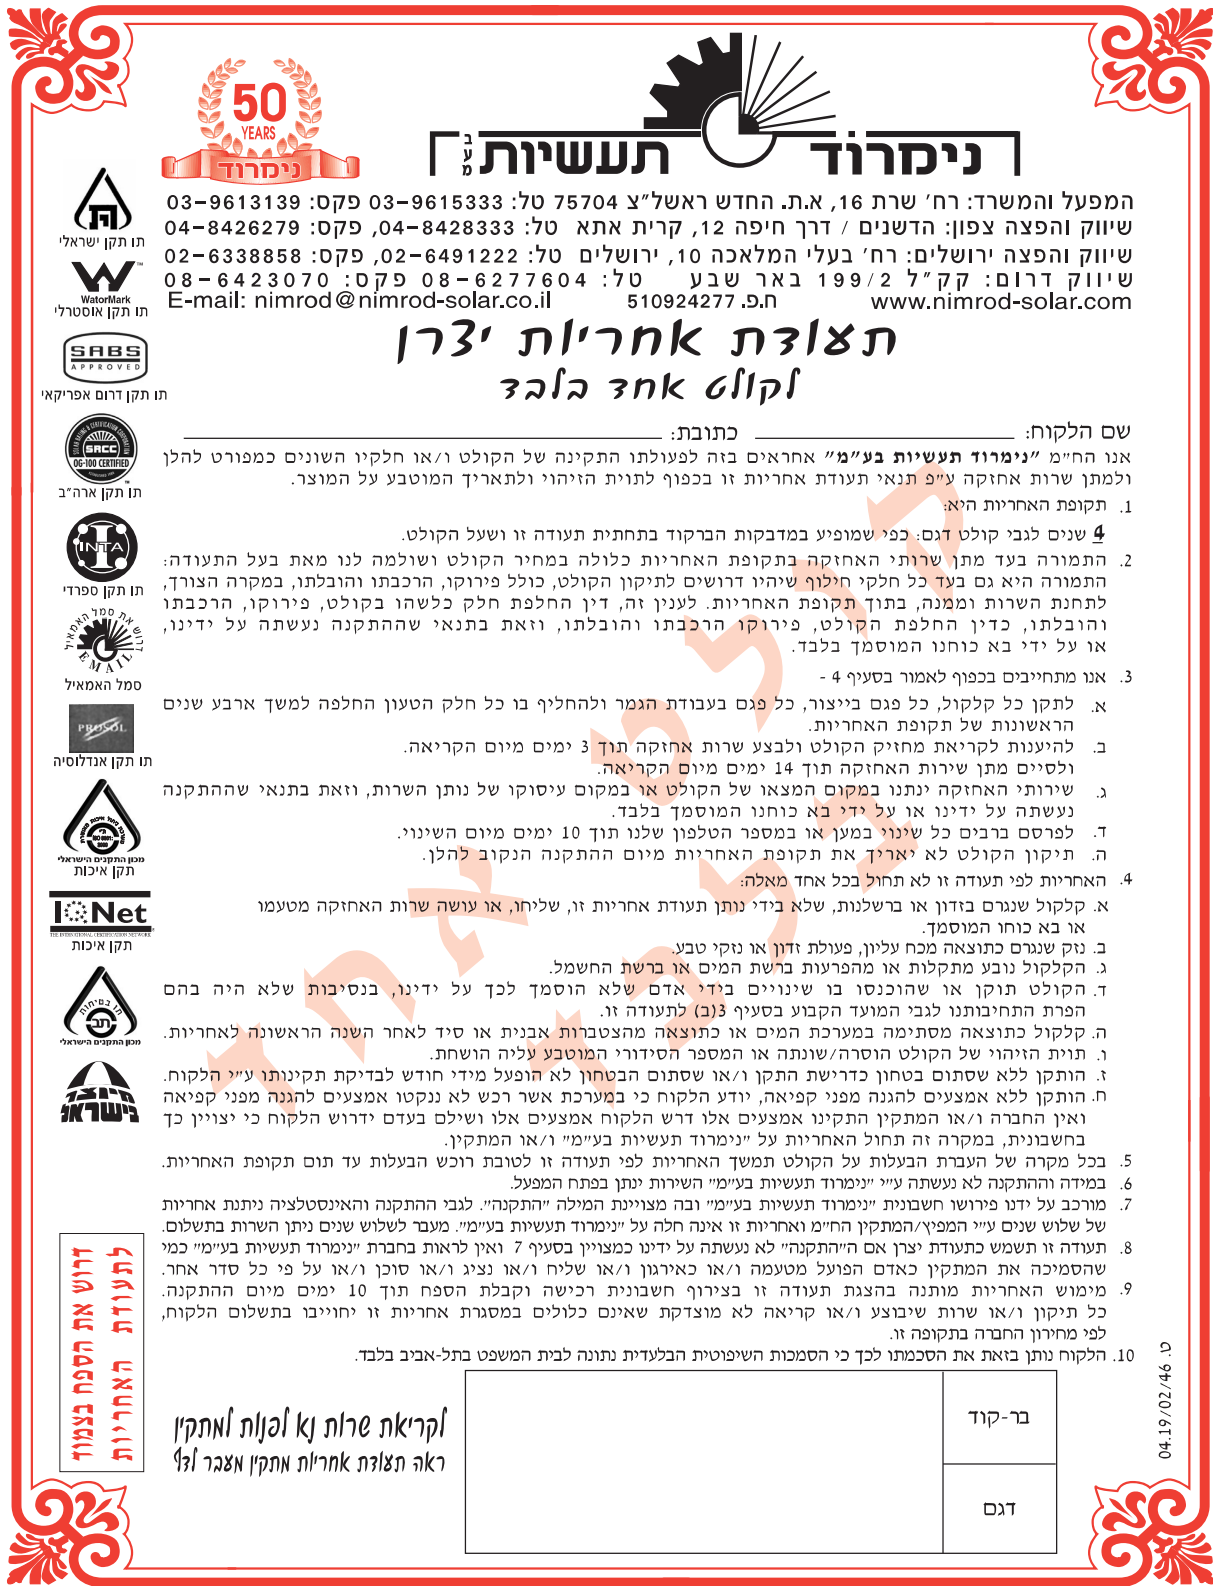 50
YEARS
נימרוד
נימרוד תעשיות בעמ
המפעל והמשרד: רח׳ שרת 16, א.ת. החדש ראשל״צ 75704 טל: 03-9615333 פקס: 03-9613139
שיווק והפצה צפון: הדשנים / דרך חיפה 12, קרית אתא טל: 04-8428333, פקס: 04-8426279
שיווק והפצה ירושלים: רח׳ בעלי המלאכה 10, ירושלים טל: 02-6491222, פקס: 02-6338858
שיווק דרום: קק״ל 199/2 באר שבע טל: 08-6277604 פקס: 08-6423070
www.nimrod-solar.com ח.פ. 510924277 E-mail: nimrod@nimrod-solar.co.il
תעודת אחריות יצרן
לקולט אחד בלבד
שם הלקוח: כתובת:
אנו הח״מ "נימרוד תעשיות בע״מ" אחראים בזה לפעולתו התקינה של הקולט ו/או חלקיו השונים כמפורט להלן
ולמתן שרות אחזקה ע״פ תנאי תעודת אחריות זו בכפוף לתוית הזיהוי ולתאריך המוטבע על המוצר.
1. תקופת האחריות היא:
4 שנים לגבי קולט דגם: כפי שמופיע במדבקות הברקוד בתחתית תעודה זו ושעל הקולט.
2. התמורה בעד מתן שרותי האחזקה בתקופת האחריות כלולה במחיר הקולט ושולמה לנו מאת בעל התעודה:
התמורה היא גם בעד כל חלקי חילוף שיהיו דרושים לתיקון הקולט, כולל פירוקו, הרכבתו והובלתו, במקרה הצורך,
לתחנת השרות וממנה, בתוך תקופת האחריות. לענין זה, דין החלפת חלק כלשהו בקולט, פירוקו, הרכבתו
והובלתו, כדין החלפת הקולט, פירוקו הרכבתו והובלתו, וזאת בתנאי שההתקנה נעשתה על ידינו,
או על ידי בא כוחנו המוסמך בלבד.
3. אנו מתחייבים בכפוף לאמור בסעיף 4 -
א. לתקן כל קלקול, כל פגם בייצור, כל פגם בעבודת הגמר ולהחליף בו כל חלק הטעון החלפה למשך ארבע שנים
הראשונות של תקופת האחריות.
ב. להיענות לקריאת מחזיק הקולט ולבצע שרות אחזקה תוך 3 ימים מיום הקריאה.
ולסיים מתן שירות האחזקה תוך 14 ימים מיום הקריאה.
ג. שירותי האחזקה ינתנו במקום המצאו של הקולט או במקום עיסוקו של נותן השרות, וזאת בתנאי שההתקנה
נעשתה על ידינו או על ידי בא כוחנו המוסמך בלבד.
ד. לפרסם ברבים כל שינוי במען או במספר הטלפון שלנו תוך 10 ימים מיום השינוי.
ה. תיקון הקולט לא יאריך את תקופת האחריות מיום ההתקנה הנקוב להלן.
4. האחריות לפי תעודה זו לא תחול בכל אחד מאלה:
א. קלקול שנגרם בזדון או ברשלנות, שלא בידי נותן תעודת אחריות זו, שליחו, או עושה שרות האחזקה מטעמו
או בא כוחו המוסמך.
ב. נזק שנגרם כתוצאה מכח עליון, פעולת זדון או נזקי טבע.
ג. הקלקול נובע מתקלות או מהפרעות ברשת המים או ברשת החשמל.
ד. הקולט תוקן או שהוכנסו בו שינויים בידי אדם שלא הוסמך לכך על ידינו, בנסיבות שלא היה בהם
הפרת התחיבותנו לגבי המועד הקבוע בסעיף 3(ב) לתעודה זו.
ה. קלקול כתוצאה מסתימה במערכת המים או כתוצאה מהצטברות אבנית או סיד לאחר השנה הראשונה לאחריות.
ו. תוית הזיהוי של הקולט הוסרה/שונתה או המספר הסידורי המוטבע עליה הושחת.
ז. הותקן ללא שסתום בטחון כדרישת התקן ו/או שסתום הבטחון לא הופעל מידי חודש לבדיקת תקינותו ע״י הלקוח.
ח. הותקן ללא אמצעים להגנה מפני קפיאה, יודע הלקוח כי במערכת אשר רכש לא ננקטו אמצעים להגנה מפני קפיאה
ואין החברה ו/או המתקין התקינו אמצעים אלו דרש הלקוח אמצעים אלו ושילם בעדם ידרוש הלקוח כי יצויין כך
בחשבונית, במקרה זה תחול האחריות על "נימרוד תעשיות בע״מ" ו/או המתקין.
5. בכל מקרה של העברת הבעלות על הקולט תמשך האחריות לפי תעודה זו לטובת רוכש הבעלות עד תום תקופת האחריות.
6. במידה וההתקנה לא נעשתה ע״י "נימרוד תעשיות בע״מ" השירות ינתן בפתח המפעל.
7. מורכב על ידנו פירושו חשבונית "נימרוד תעשיות בע״מ" ובה מצויינת המילה "התקנה". לגבי ההתקנה והאינסטלציה ניתנת אחריות
של שלוש שנים ע״י המפיץ/המתקין החי״מ ואחריות זו אינה חלה על "נימרוד תעשיות בע״מ". מעבר לשלוש שנים ניתן השרות בתשלום.
8. תעודה זו תשמש כתעודת יצרן אם ה"התקנה" לא נעשתה על ידינו כמצויין בסעיף 7 ואין לראות בחברת "נימרוד תעשיות בע״מ" כמי
שהסמיכה את המתקין כאדם הפועל מטעמה ו/או כאירגון ו/או שליח ו/או נציג ו/או סוכן ו/או על פי כל סדר אחר.
9. מימוש האחריות מותנה בהצגת תעודה זו בצירוף חשבונית רכישה וקבלת הספח תוך 10 ימים מיום ההתקנה.
כל תיקון ו/או שרות שיבוצע ו/או קריאה לא מוצדקת שאינם כלולים במסגרת אחריות זו יחוייבו בתשלום הלקוח,
לפי מחירון החברה בתקופה זו.
10. הלקוח נותן בזאת את הסכמתו לכך כי הסמכות השיפוטית הבלעדית נתונה לבית המשפט בתל-אביב בלבד.
בר-קוד
דגם
לקריאת שרות נא לפנות למתקין
ראה תעודת אחריות מתקין מעבר לדף
ט. 04.19/02/46
דרוש את הספח בצמוד
לתעודת האחריות
קולט אחד
בלבד
תו תקן ישראלי
WatorMark
תו תקן אוסטרלי
SABS
APPROVED
תו תקן דרום אפריקאי
SRCC
OG-100 CERTIFIED
תו תקן ארה״ב
INTA
תו תקן ספרדי
דרוש את סמל האמאיל
EMAIL
סמל האמאיל
PROSOL
תו תקן אנדלוסיה
מכון התקנים הישראלי
תקן איכות
IQNet
THE INTERNATIONAL CERTIFICATION NETWORK
תקן איכות
תו בטיחות
תב
מכון התקנים הישראלי
תיוצר
בישראל